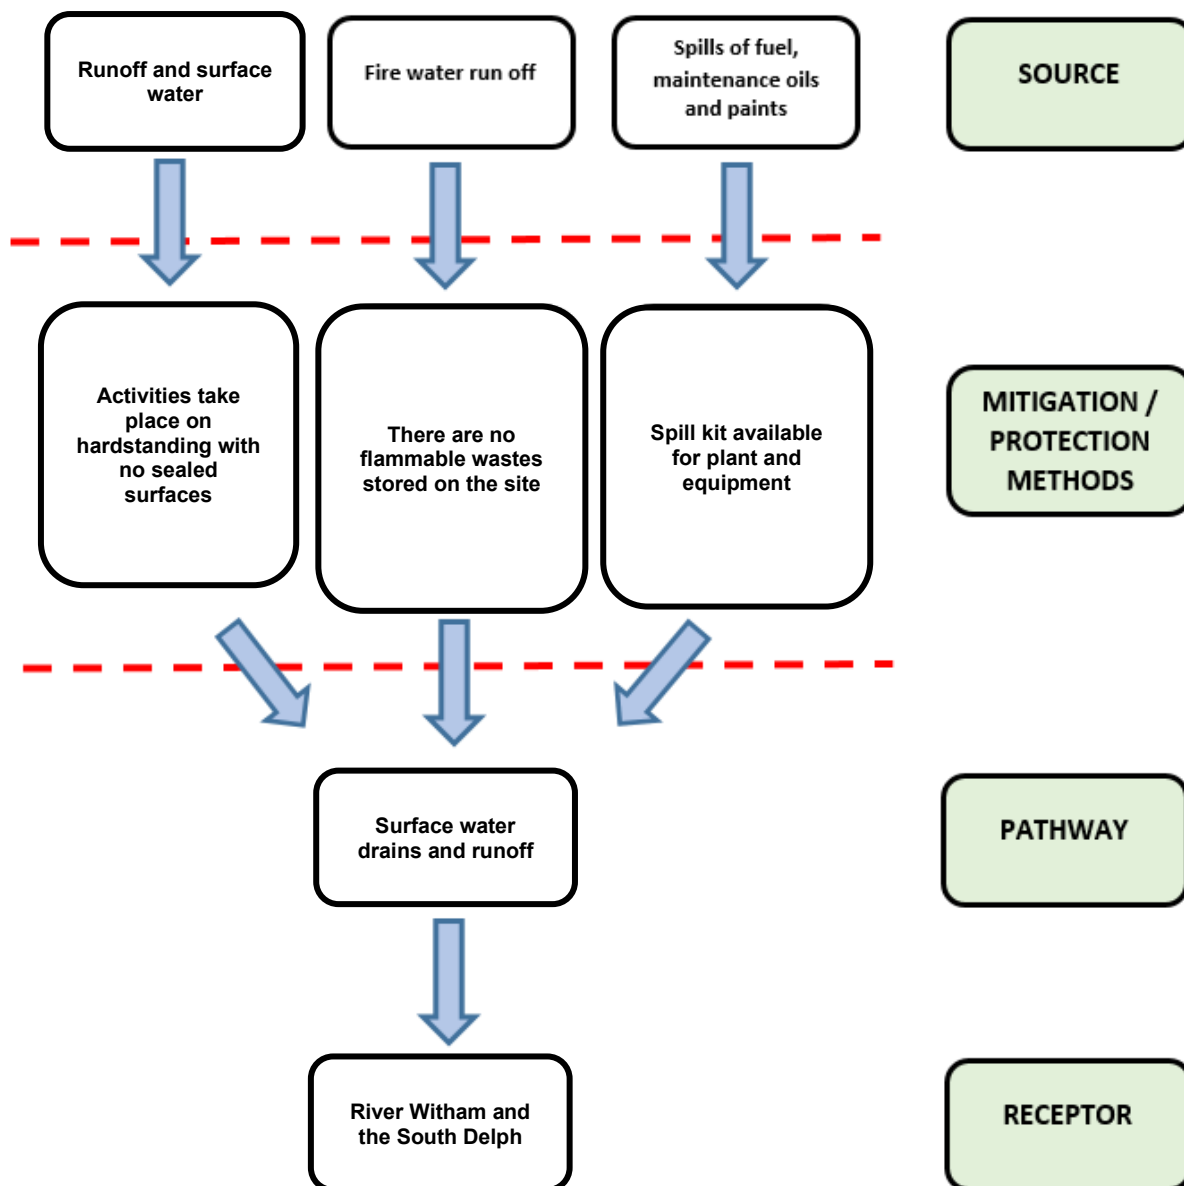 Runoff and surface
water
Fire water run off
Spills of fuel,
maintenance oils
and paints
SOURCE
Activities take
place on
hardstanding with
no sealed
surfaces
There are no
flammable wastes
stored on the site
Spill kit available
for plant and
equipment
MITIGATION /
PROTECTION
METHODS
Surface water
drains and runoff
PATHWAY
River Witham and
the South Delph
RECEPTOR